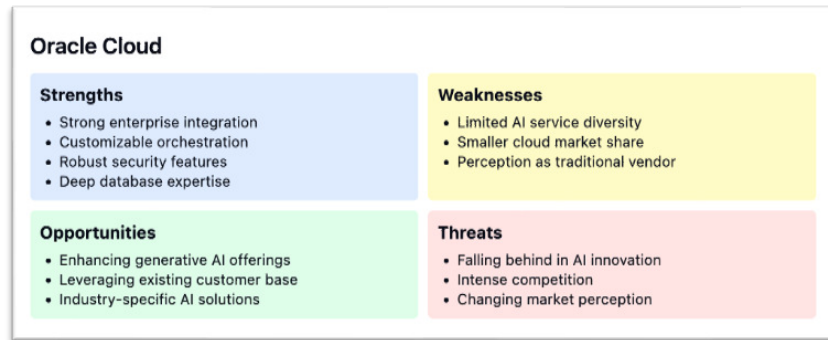 Oracle Cloud
Strengths
• Strong enterprise integration
• Customizable orchestration
• Robust security features
• Deep database expertise
Weaknesses
• Limited AI service diversity
• Smaller cloud market share
• Perception as traditional vendor
Opportunities
• Enhancing generative AI offerings
• Leveraging existing customer base
• Industry-specific AI solutions
Threats
• Falling behind in AI innovation
• Intense competition
• Changing market perception